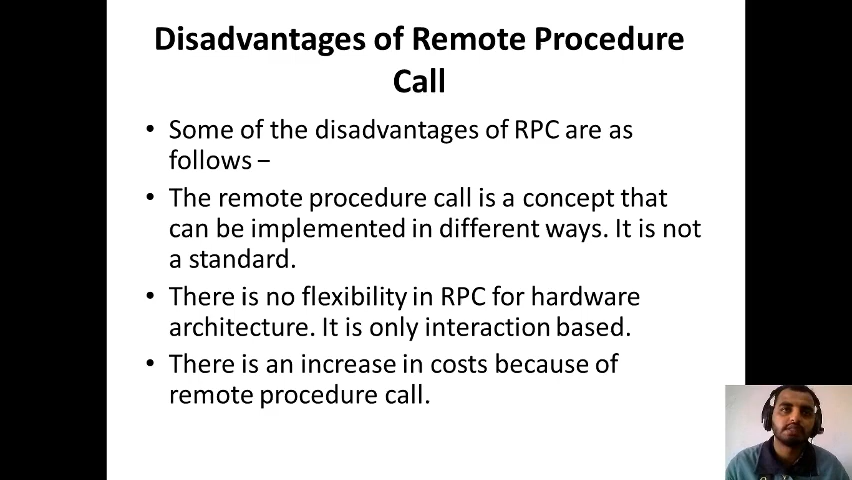 Disadvantages of Remote Procedure
Call
• Some of the disadvantages of RPC are as
follows −
• The remote procedure call is a concept that
can be implemented in different ways. It is not
a standard.
• There is no flexibility in RPC for hardware
architecture. It is only interaction based.
• There is an increase in costs because of
remote procedure call.